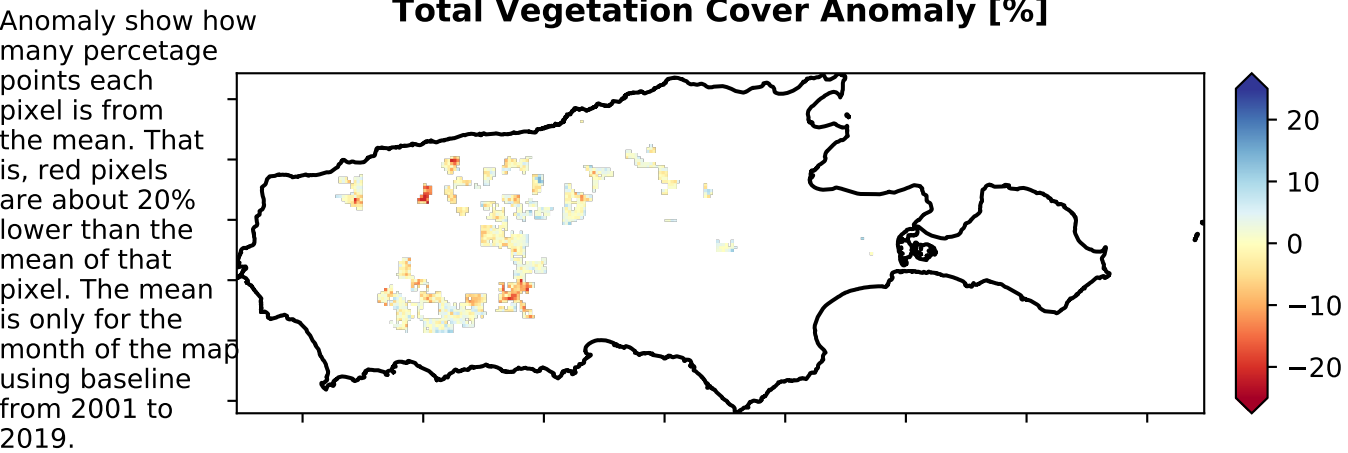 Total Vegetation Cover Anomaly [%]
Anomaly show how
many percetage
points each
pixel is from
the mean. That
is, red pixels
are about 20%
lower than the
mean of that
pixel. The mean
is only for the
month of the map
using baseline
from 2001 to
2019.
20
10
0
−10
−20